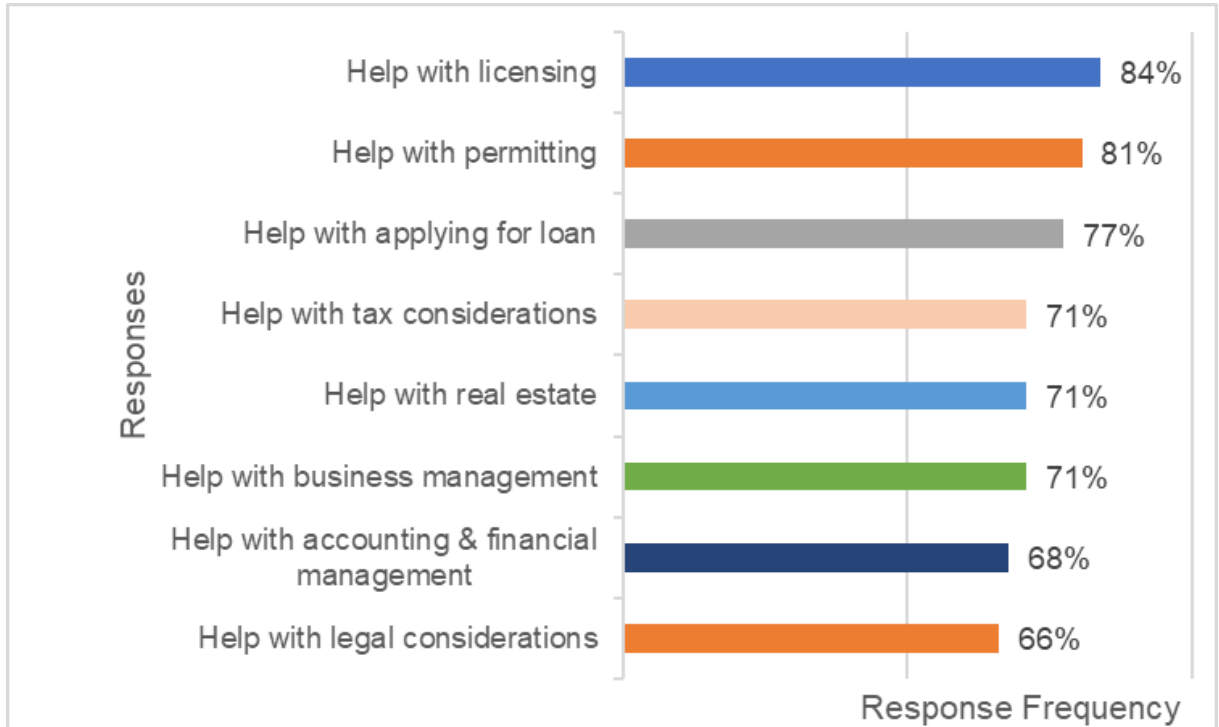 Help with licensing
84%
Help with permitting
81%
Help with applying for loan
77%
Help with tax considerations
71%
Help with real estate
71%
Help with business management
71%
Help with accounting & financial
management
68%
Help with legal considerations
66%
Responses
Response Frequency